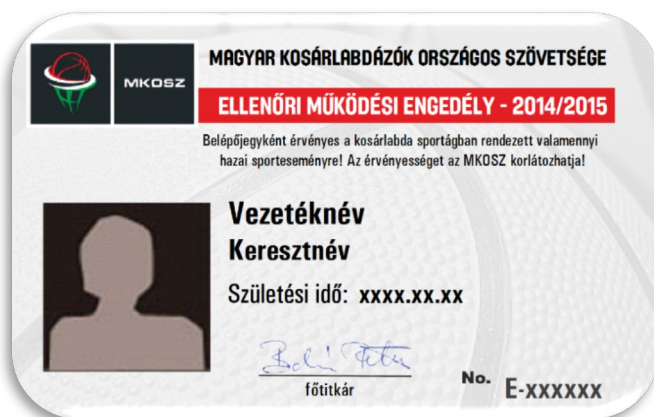 MKOSZ
MAGYAR KOSÁRLABDÁZÓK ORSZÁGOS SZÖVETSÉGE
ELLENŐRI MŰKÖDÉSI ENGEDÉLY - 2014/2015
Belépőjegyként érvényes a kosárlabda sportágban rendezett valamennyi
hazai sporteseményre! Az érvényességet az MKOSZ korlátozhatja!
Vezetéknév
Keresztnév
Születési idő: xxxx.xx.xx
főtitkár
No. E-xxxxxx